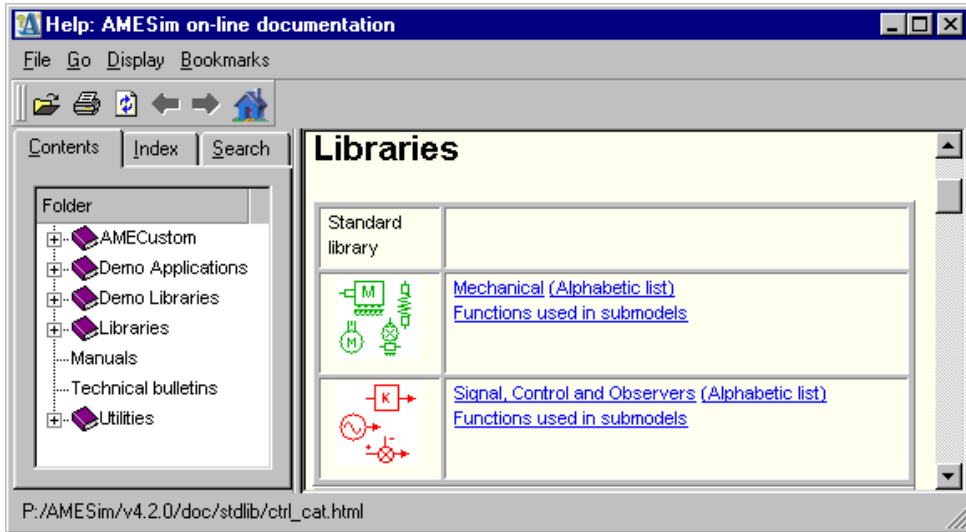 Help: AMESim on-line documentation
File Go Display Bookmarks
Contents Index Search
Folder
AMECustom
Demo Applications
Demo Libraries
Libraries
Manuals
Technical bulletins
Utilities
Libraries
Standard
library
M
M
Mechanical (Alphabetic list)
Functions used in submodels
K
Signal, Control and Observers (Alphabetic list)
Functions used in submodels
P:/AMESim/v4.2.0/doc/stdlib/ctrl_cat.html